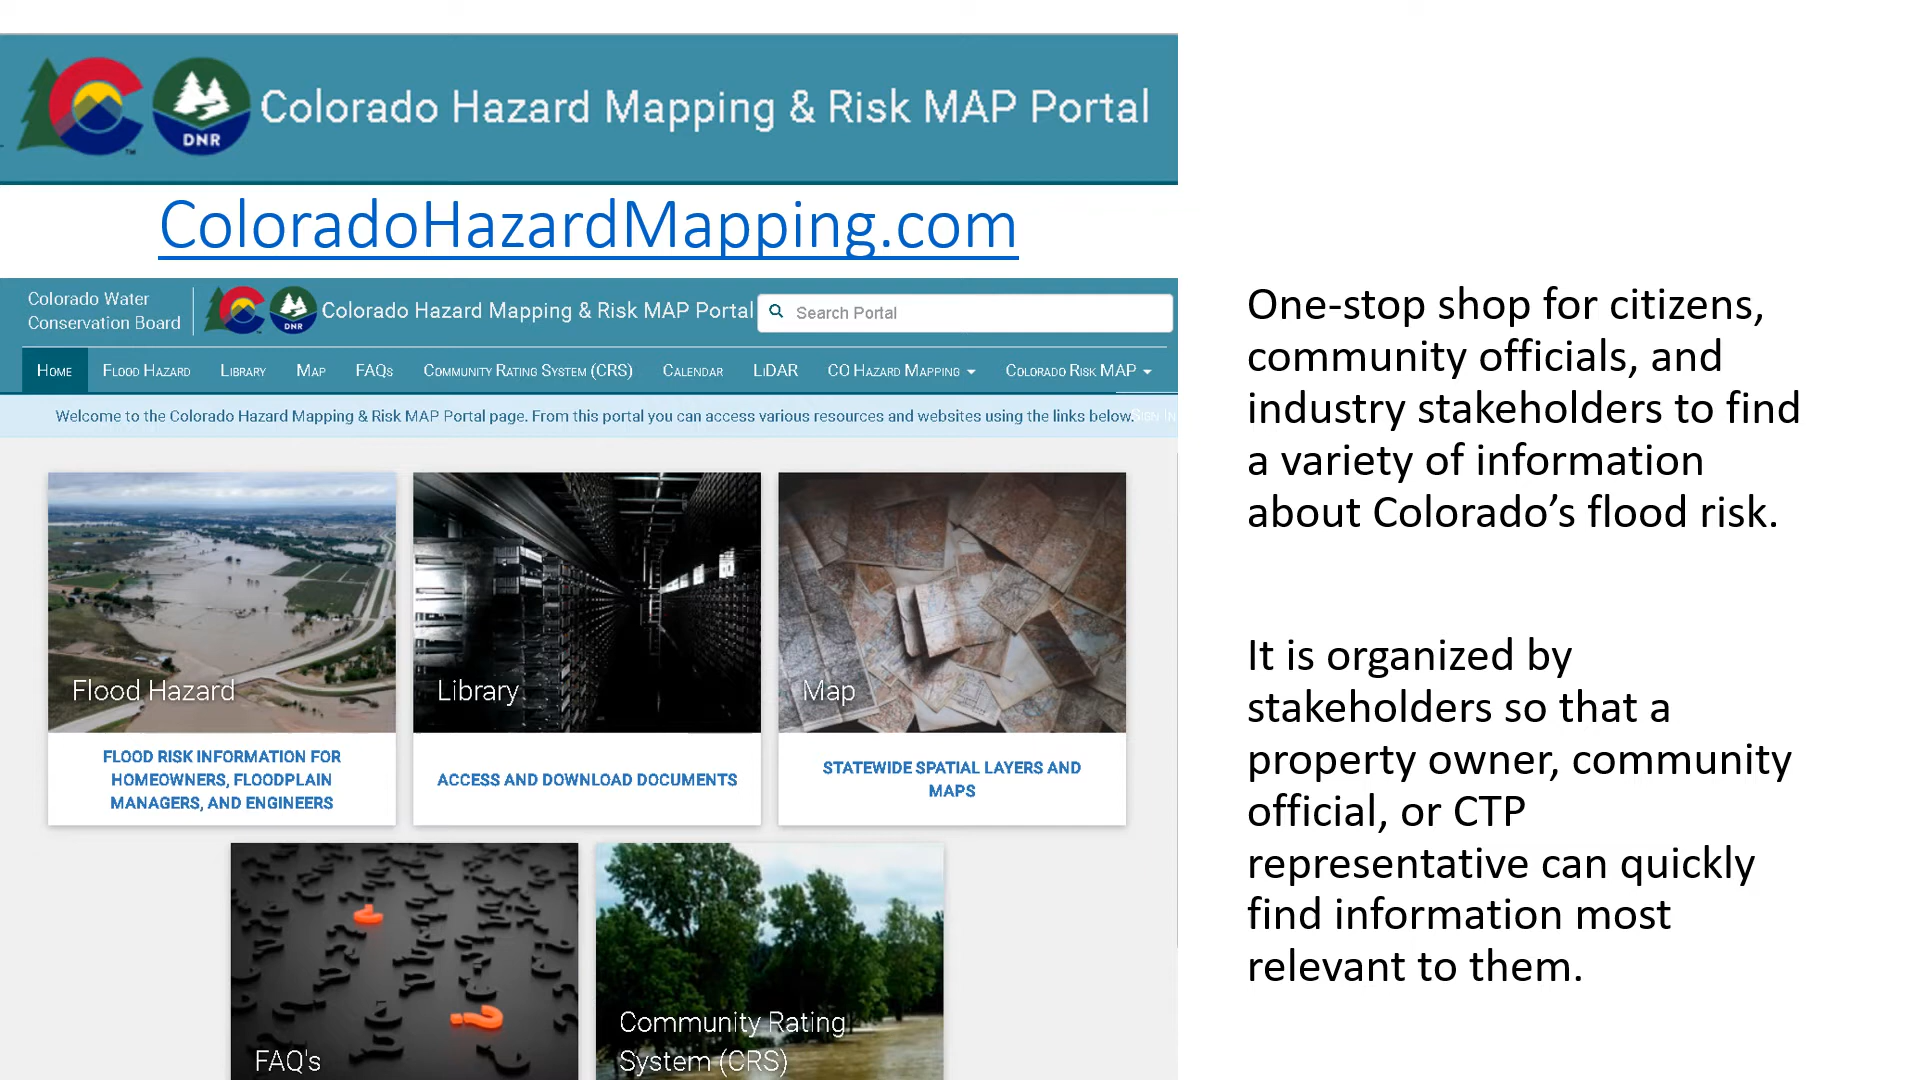 DNR
Colorado Hazard Mapping & Risk MAP Portal
ColoradoHazardMapping.com
Colorado Water
Conservation Board
DNR
Colorado Hazard Mapping & Risk MAP Portal
Search Portal
Home Flood Hazard Library Map FAQs Community Rating System (CRS) Calendar LiDAR CO Hazard Mapping Colorado Risk MAP
Welcome to the Colorado Hazard Mapping & Risk MAP Portal page. From this portal you can access various resources and websites using the links below.
Sign In
Flood Hazard
FLOOD RISK INFORMATION FOR
HOMEOWNERS, FLOODPLAIN
MANAGERS, AND ENGINEERS
Library
ACCESS AND DOWNLOAD DOCUMENTS
Map
STATEWIDE SPATIAL LAYERS AND
MAPS
FAQ's
Community Rating
System (CRS)
One-stop shop for citizens,
community officials, and
industry stakeholders to find
a variety of information
about Colorado’s flood risk.
It is organized by
stakeholders so that a
property owner, community
official, or CTP
representative can quickly
find information most
relevant to them.